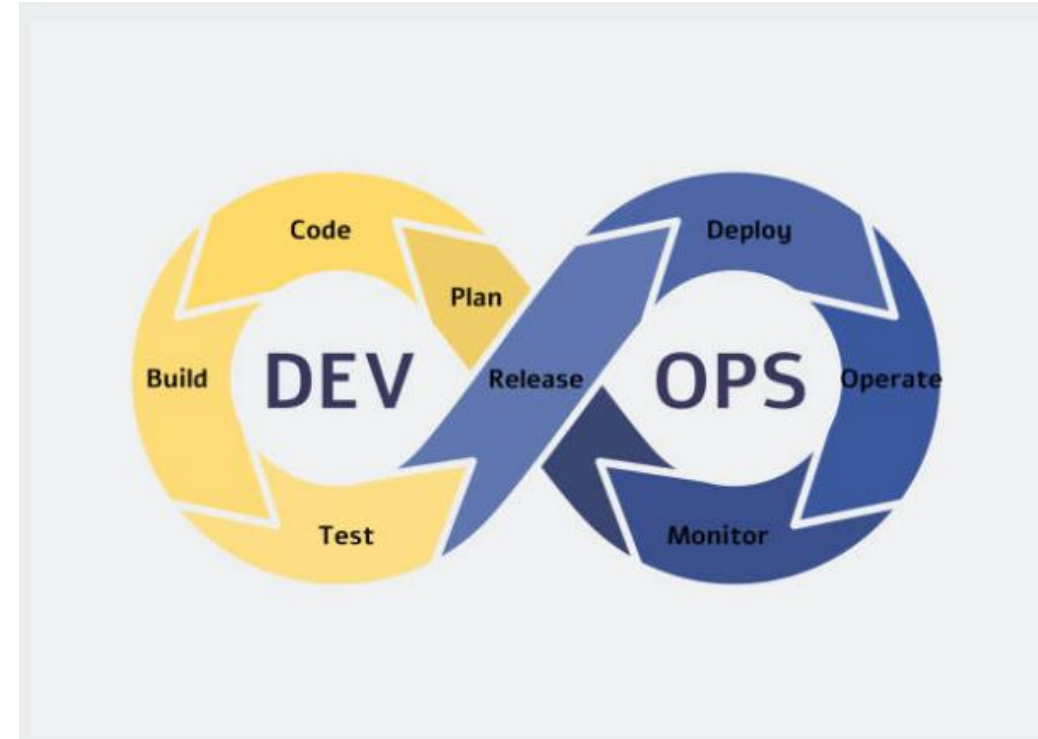 Code
Deploy
Plan
Build
DEV
Release
OPS
Operate
Test
Monitor